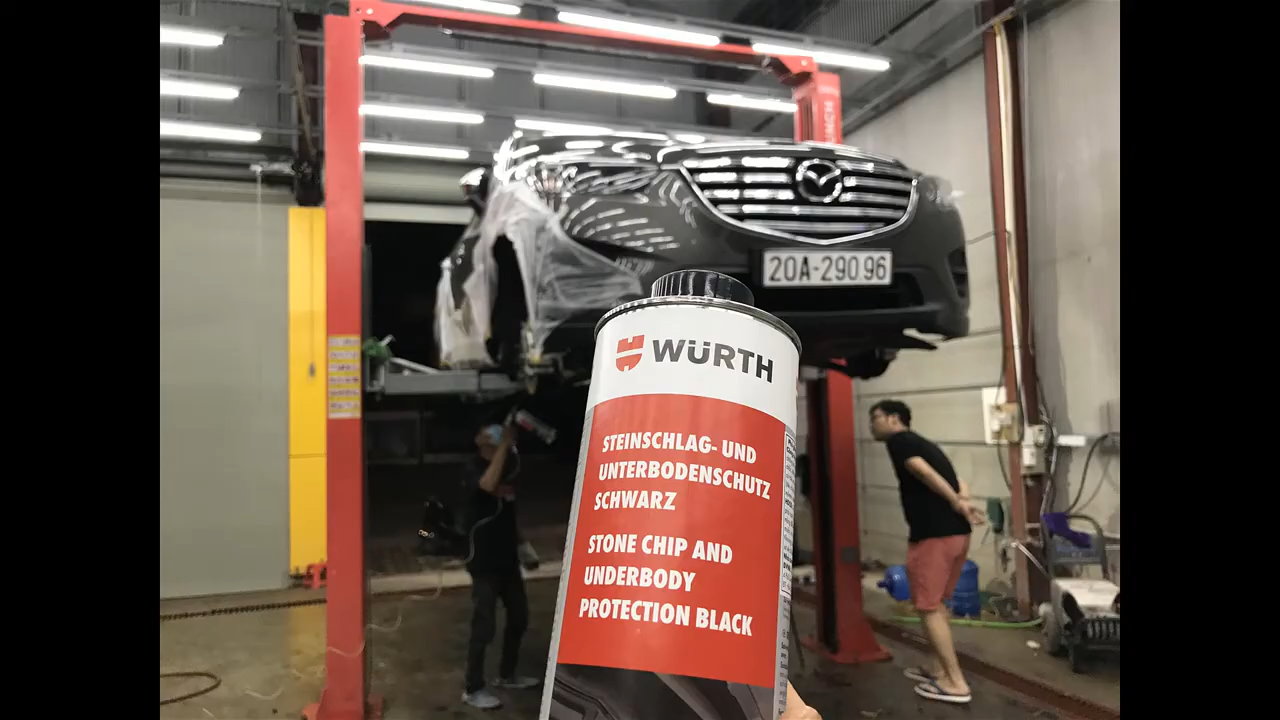 20A-290 96
WÜRTH
STEINSCHLAG- UND
UNTERBODENSCHUTZ
SCHWARZ
STONE CHIP AND
UNDERBODY
PROTECTION BLACK